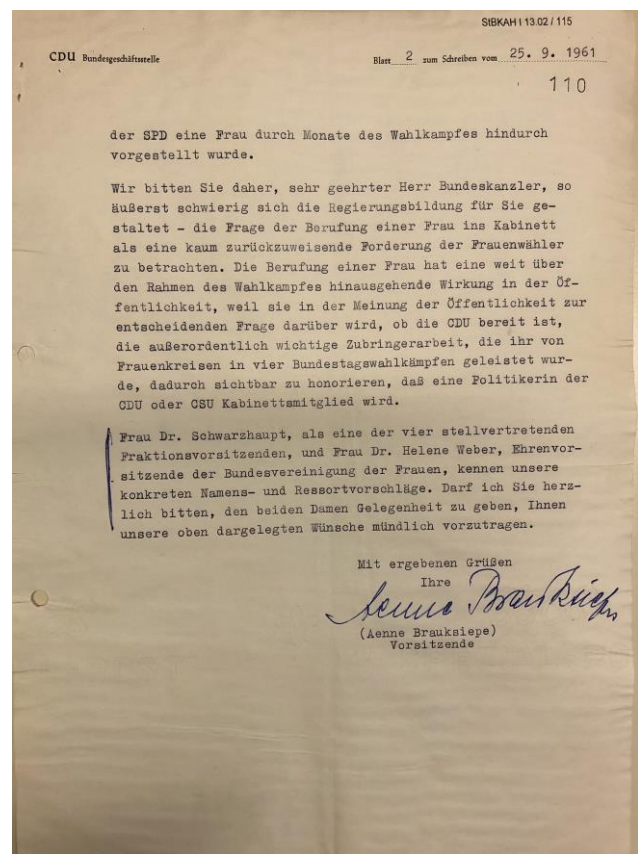 StBKAH I 13.02 / 115
CDU Bundesgeschäftsstelle
Blatt 2 zum Schreiben vom 25. 9. 1961
110
der SPD eine Frau durch Monate des Wahlkampfes hindurch
vorgestellt wurde.
Wir bitten Sie daher, sehr geehrter Herr Bundeskanzler, so
äußerst schwierig sich die Regierungsbildung für Sie ge-
staltet - die Frage der Berufung einer Frau ins Kabinett
als eine kaum zurückzuweisende Forderung der Frauenwähler
zu betrachten. Die Berufung einer Frau hat eine weit über
den Rahmen des Wahlkampfes hinausgehende Wirkung in der Öf-
fentlichkeit, weil sie in der Meinung der Öffentlichkeit zur
entscheidenden Frage darüber wird, ob die CDU bereit ist,
die außerordentlich wichtige Zubringerarbeit, die ihr von
Frauenkreisen in vier Bundestagswahlkämpfen geleistet wur-
de, dadurch sichtbar zu honorieren, daß eine Politikerin der
CDU oder CSU Kabinettsmitglied wird.
Frau Dr. Schwarzhaupt, als eine der vier stellvertretenden
Fraktionsvorsitzenden, und Frau Dr. Helene Weber, Ehrenvor-
sitzende der Bundesvereinigung der Frauen, kennen unsere
konkreten Namens- und Ressortvorschläge. Darf ich Sie herz-
lich bitten, den beiden Damen Gelegenheit zu geben, Ihnen
unsere oben dargelegten Wünsche mündlich vorzutragen.
Mit ergebenen Grüßen
Ihre
Aenne Brauksiepe
(Aenne Brauksiepe)
Vorsitzende